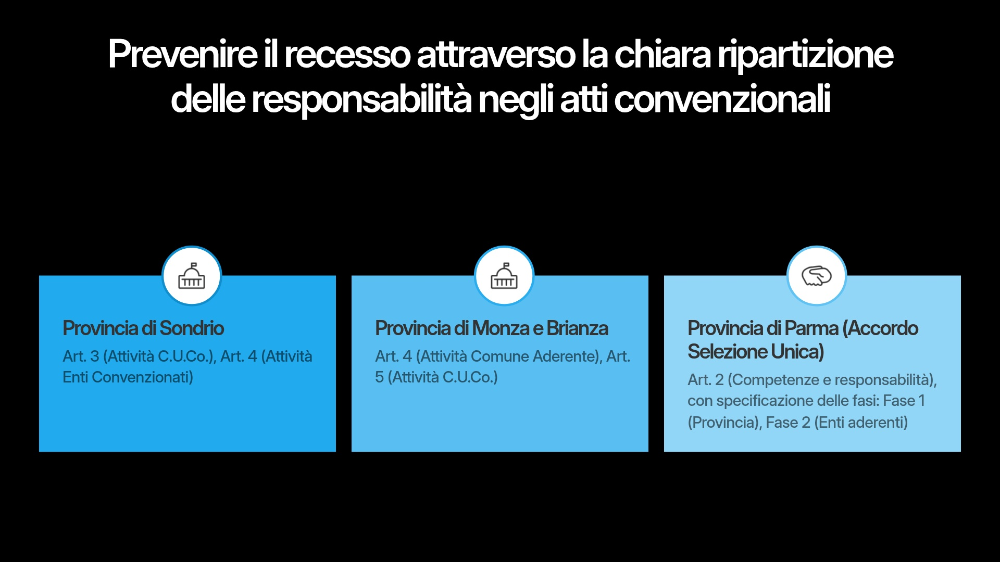 Prevenire il recesso attraverso la chiara ripartizione
delle responsabilità negli atti convenzionali
Provincia di Sondrio
Art. 3 (Attività C.U.Co.), Art. 4 (Attività
Enti Convenzionati)
Provincia di Monza e Brianza
Art. 4 (Attività Comune Aderente), Art.
5 (Attività C.U.Co.)
Provincia di Parma (Accordo
Selezione Unica)
Art. 2 (Competenze e responsabilità),
con specificazione delle fasi: Fase 1
(Provincia), Fase 2 (Enti aderenti)